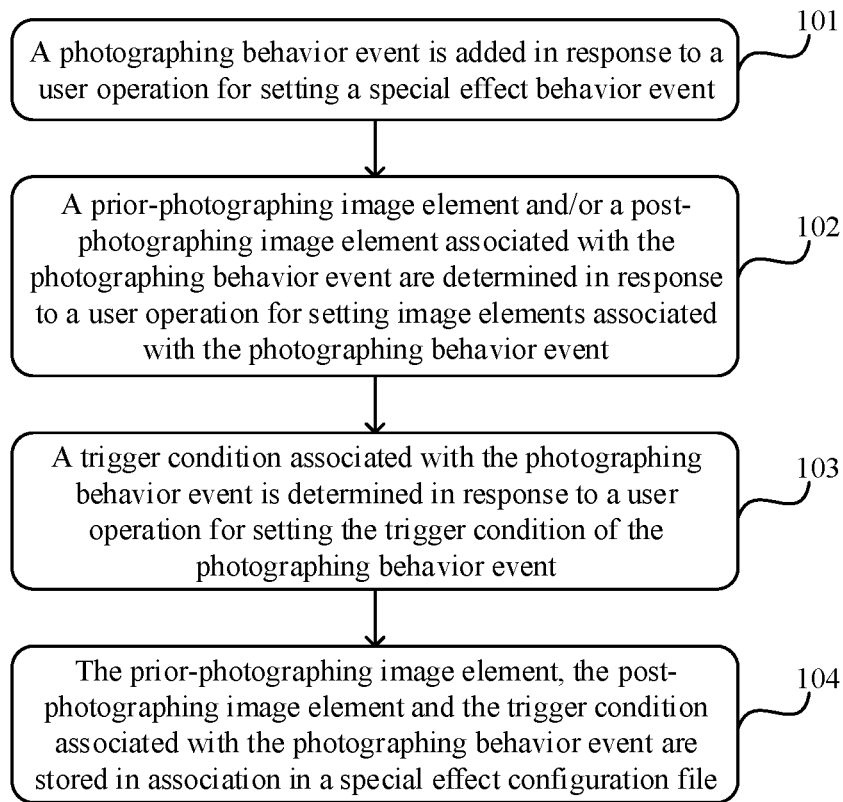 101
A photographing behavior event is added in response to a
user operation for setting a special effect behavior event
A prior-photographing image element and/or a post-
photographing image element associated with the
photographing behavior event are determined in response
to a user operation for setting image elements associated
with the photographing behavior event
102
A trigger condition associated with the photographing
behavior event is determined in response to a user
operation for setting the trigger condition of the
photographing behavior event
103
The prior-photographing image element, the post-
photographing image element and the trigger condition
associated with the photographing behavior event are
stored in association in a special effect configuration file
104